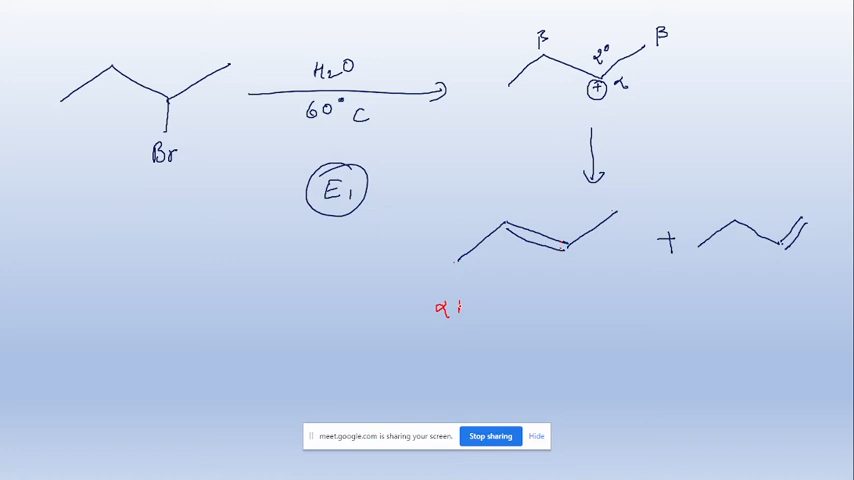 H₂O
60° C
Br
E₁
β
2°
β
+
α
+
α
meet.google.com is sharing your screen.
Stop sharing
Hide